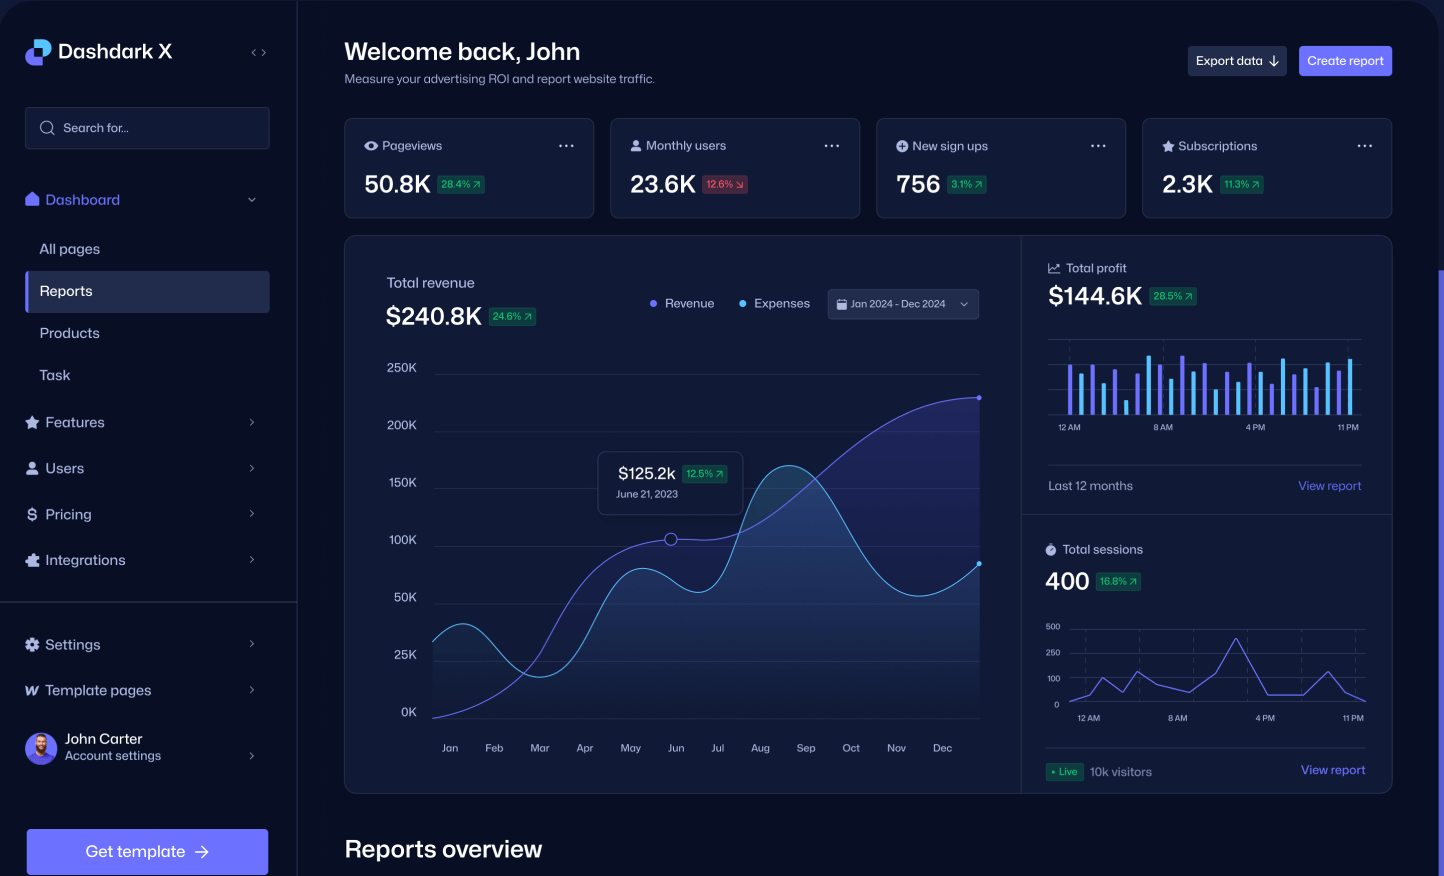 Dashdark X
Search for...
Dashboard
All pages
Reports
Products
Task
Features
Users
Pricing
Integrations
Settings
Template pages
John Carter
Account settings
Get template
Welcome back, John
Measure your advertising ROI and report website traffic.
Export data
Create report
Pageviews
50.8K 28.4%
Monthly users
23.6K 12.6%
New sign ups
756 3.1%
Subscriptions
2.3K 11.3%
Total revenue
$240.8K 24.6%
Revenue
Expenses
Jan 2024 - Dec 2024
250K
200K
150K
100K
50K
25K
0K
$125.2k 12.5%
June 21, 2023
Jan Feb Mar Apr May Jun Jul Aug Sep Oct Nov Dec
Total profit
$144.6K 28.5%
12 AM 8 AM 4 PM 11 PM
Last 12 months
View report
Total sessions
400 16.8%
500
250
100
0
12 AM 8 AM 4 PM 11 PM
Live 10k visitors
View report
Reports overview